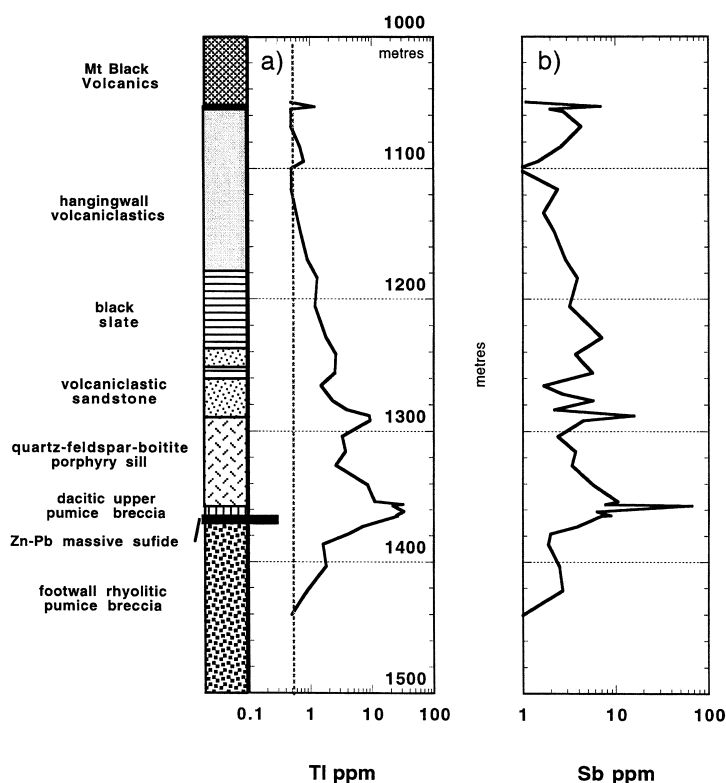 1000
a)
metres
b)
Mt Black
Volcanics
1100
hangingwall
volcaniclastics
1200
black
slate
metres
volcaniclastic
sandstone
1300
quartz-feldspar-boitite
porphyry sill
dacitic upper
pumice breccia
Zn-Pb massive sufide
1400
footwall rhyolitic
pumice breccia
1500
0.1 1 10 100
1 10 100
Tl ppm
Sb ppm